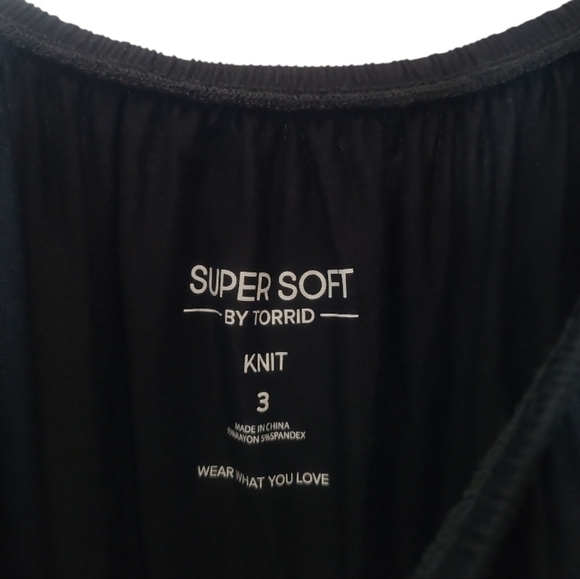 SUPER SOFT
BY TORRID
KNIT
3
MADE IN CHINA
RAYON 5% SPANDEX
WEAR WHAT YOU LOVE